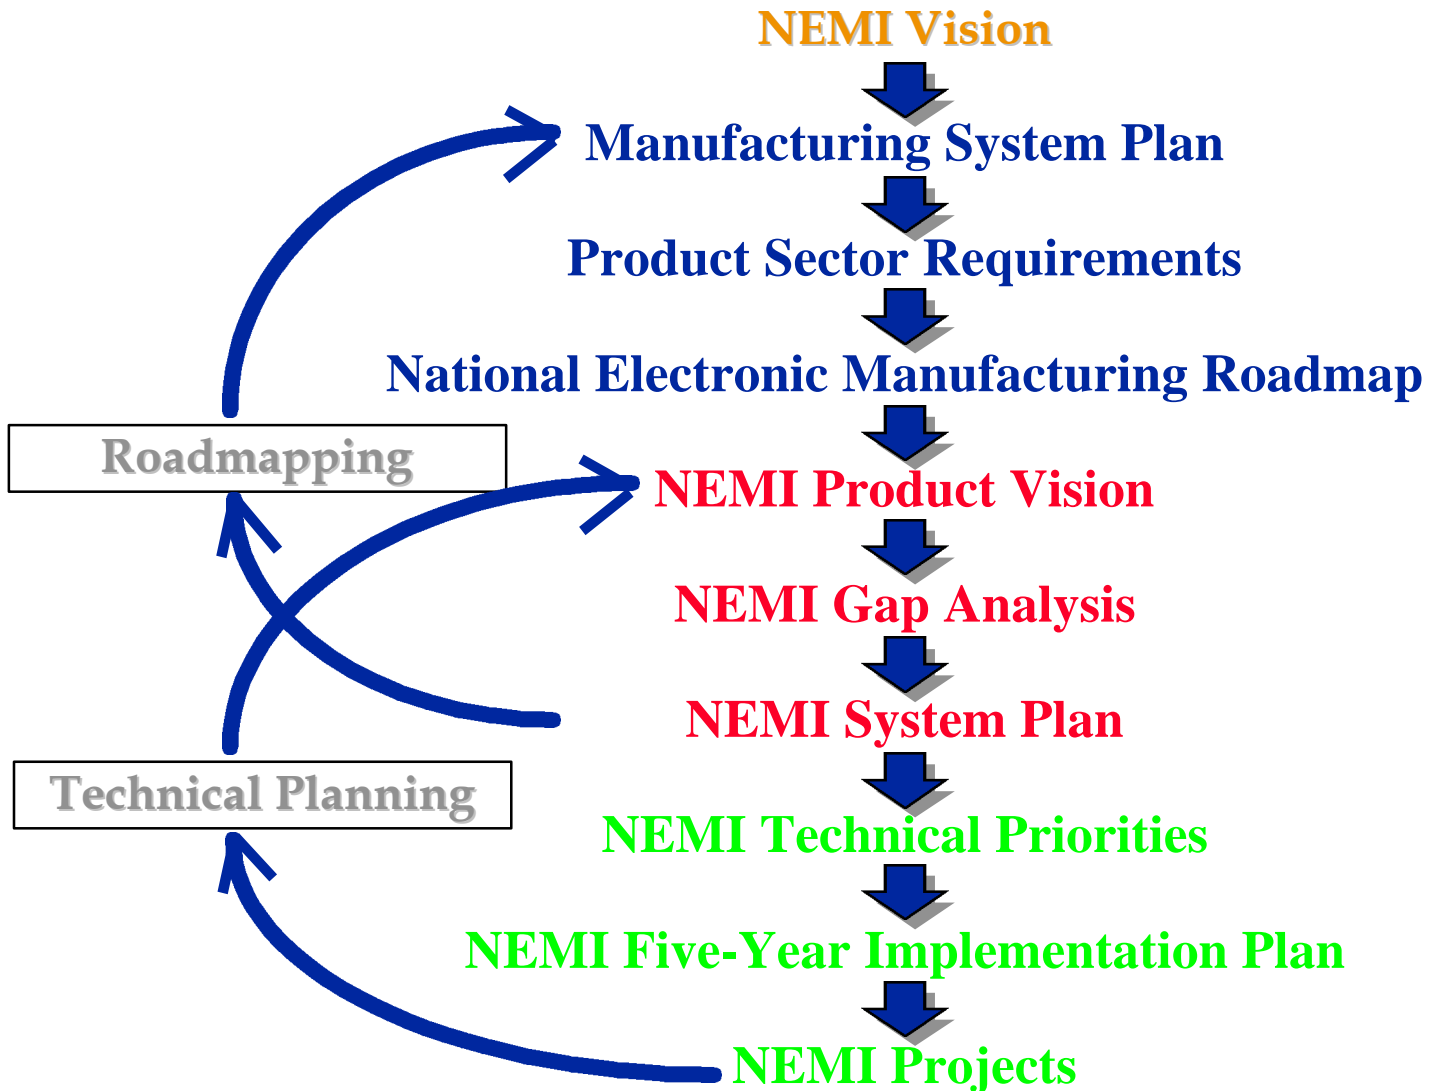 NEMI Vision
Manufacturing System Plan
Product Sector Requirements
National Electronic Manufacturing Roadmap
Roadmapping
NEMI Product Vision
NEMI Gap Analysis
NEMI System Plan
Technical Planning
NEMI Technical Priorities
NEMI Five-Year Implementation Plan
NEMI Projects